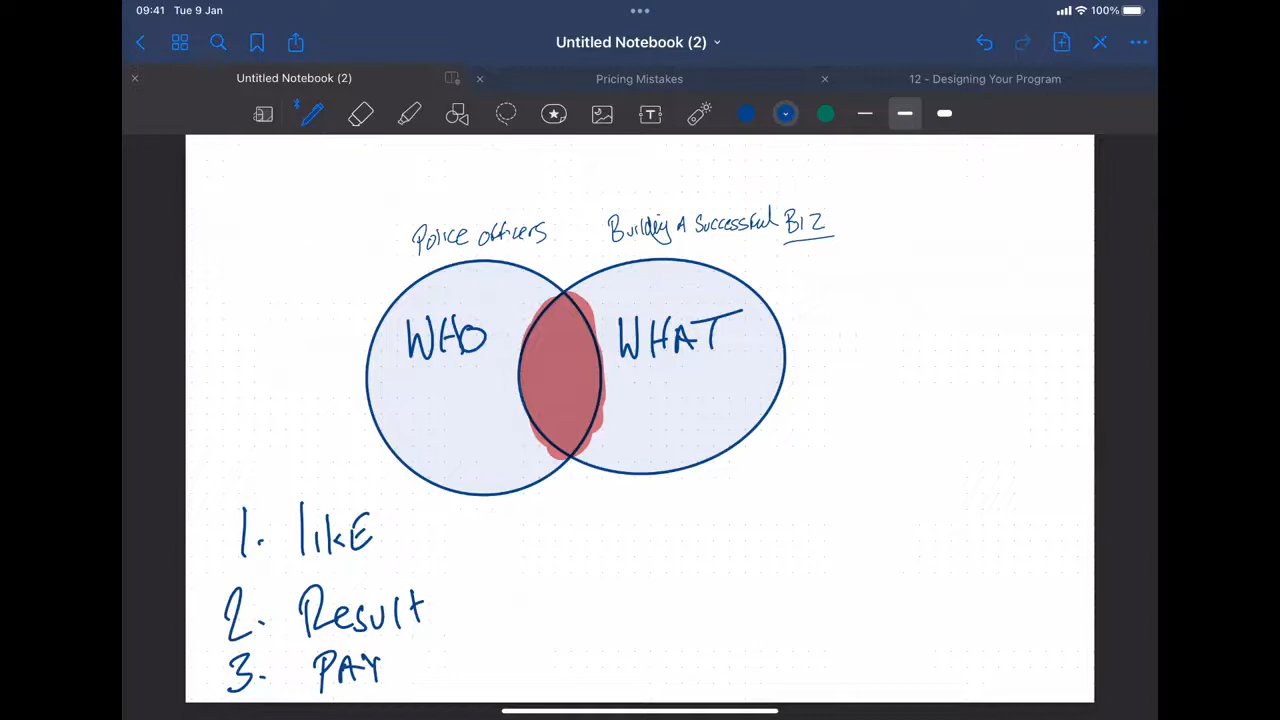 09:41 Tue 9 Jan
100%
Untitled Notebook (2)
Untitled Notebook (2)
Pricing Mistakes
12 - Designing Your Program
T
Police officers
Building A Successful BIZ
WHO
WHAT
1. likE
2. Result
3. PAY